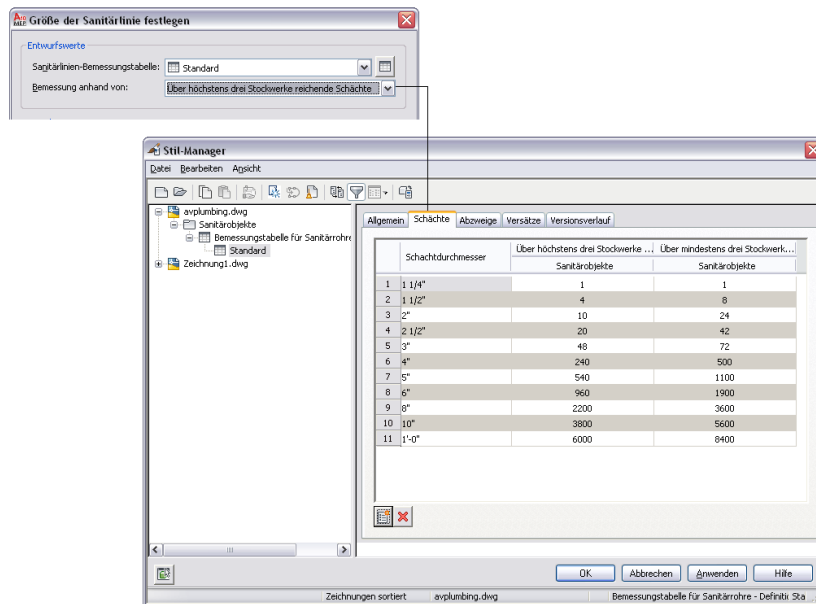 Größe der Sanitärlinie festlegen
Entwurfswerte
Sanitärlinien-Bemessungstabelle: Standard
Bemessung anhand von: Über höchstens drei Stockwerke reichende Schächte
Stil-Manager
Datei Bearbeiten Ansicht
avplumbing.dwg
Sanitärobjekte
Bemessungstabelle für Sanitärrohre
Standard
Zeichnung1.dwg
Allgemein Schächte Abzweige Versätze Versionsverlauf
Schachtdurchmesser Über höchstens drei Stockwerke ... Über mindestens drei Stockwerk...
Sanitärobjekte Sanitärobjekte
1 1 1/4" 1 1
2 1 1/2" 4 8
3 2" 10 24
4 2 1/2" 20 42
5 3" 48 72
6 4" 240 500
7 5" 540 1100
8 6" 960 1900
9 8" 2200 3600
10 10" 3800 5600
11 1'-0" 6000 8400
OK Abbrechen Anwenden Hilfe
Zeichnungen sortiert avplumbing.dwg Bemessungstabelle für Sanitärrohre - Definitic Sta